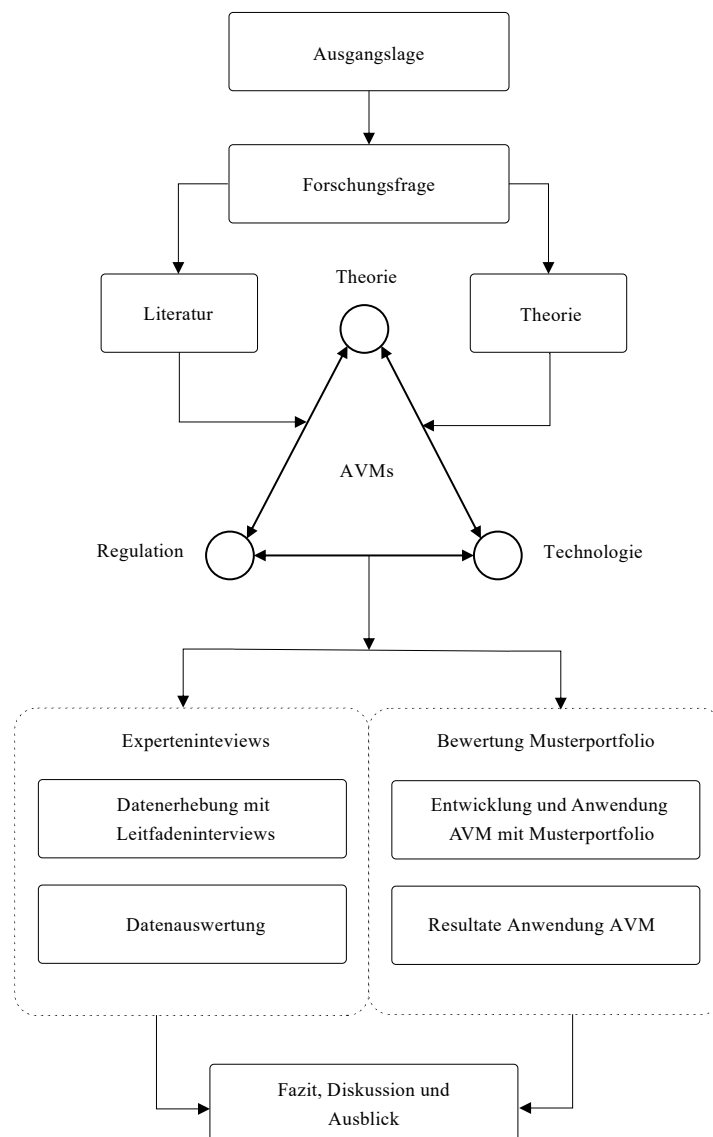 Ausgangslage
Forschungsfrage
Theorie
Literatur
Theorie
AVMs
Regulation
Technologie
Experteninteviews
Bewertung Musterportfolio
Datenerhebung mit
Leitfadeninterviews
Entwicklung und Anwendung
AVM mit Musterportfolio
Datenauswertung
Resultate Anwendung AVM
Fazit, Diskussion und
Ausblick